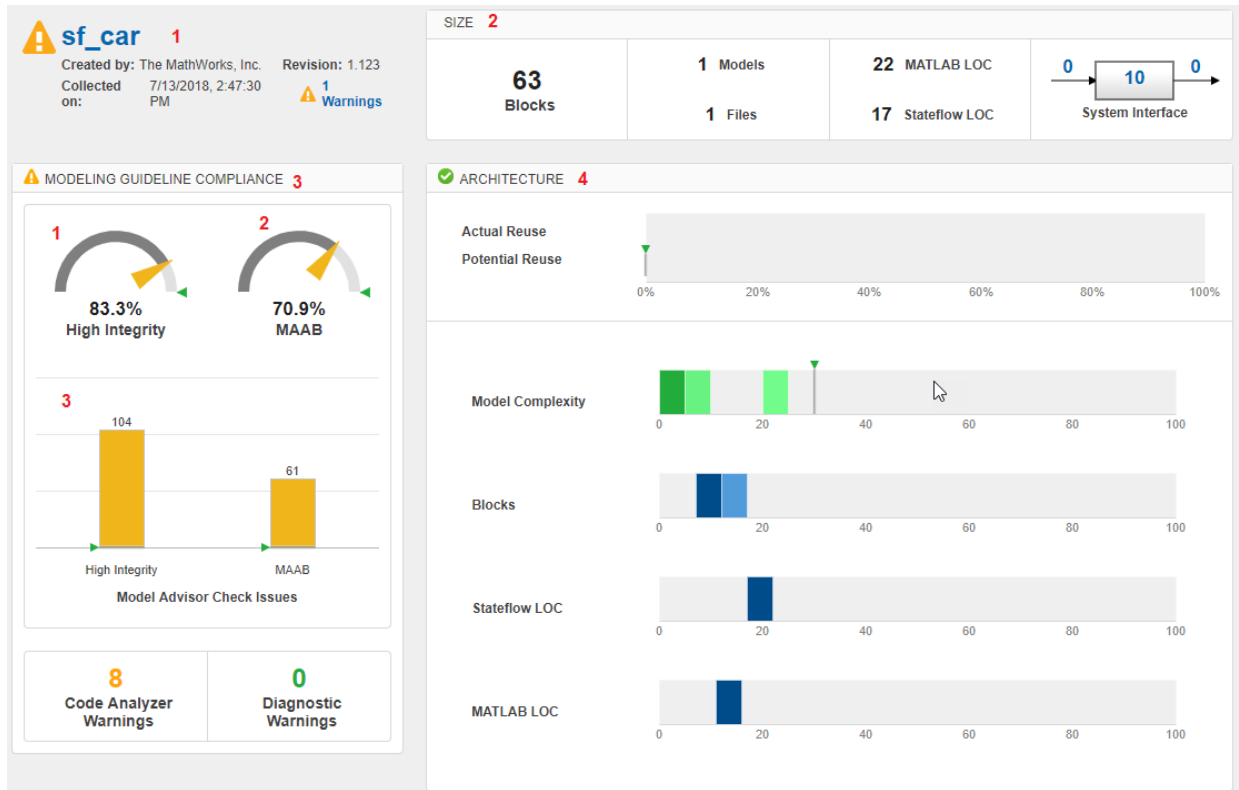 sf_car 1
Created by: The MathWorks, Inc. Revision: 1.123
Collected on: 7/13/2018, 2:47:30 PM
1 Warnings
SIZE 2
63
Blocks
1 Models
1 Files
22 MATLAB LOC
17 Stateflow LOC
0 10 0
System Interface
MODELING GUIDELINE COMPLIANCE 3
1
83.3%
High Integrity
2
70.9%
MAAB
3
104
61
High Integrity MAAB
Model Advisor Check Issues
8
Code Analyzer
Warnings
0
Diagnostic
Warnings
ARCHITECTURE 4
Actual Reuse
Potential Reuse
0% 20% 40% 60% 80% 100%
Model Complexity
0 20 40 60 80 100
Blocks
0 20 40 60 80 100
Stateflow LOC
0 20 40 60 80 100
MATLAB LOC
0 20 40 60 80 100